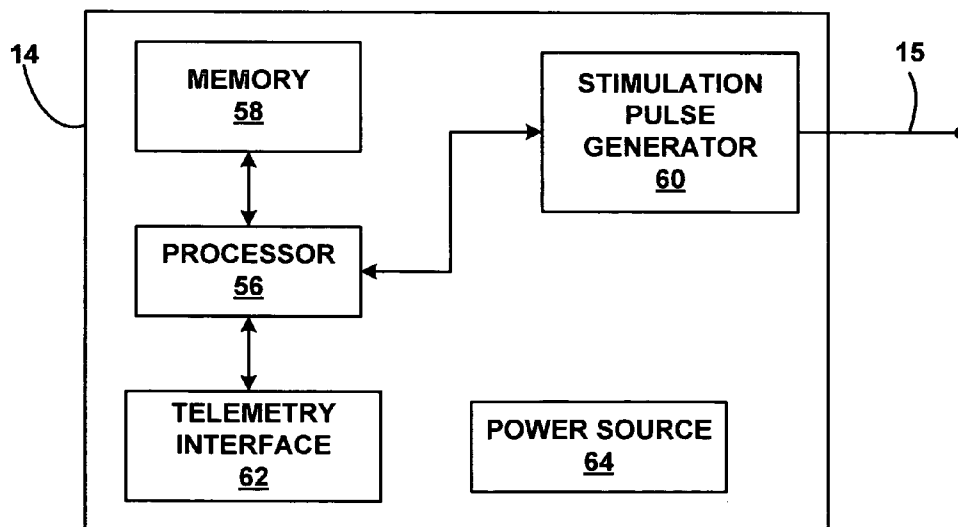 14
MEMORY
58
STIMULATION
PULSE
GENERATOR
60
15
PROCESSOR
56
TELEMETRY
INTERFACE
62
POWER SOURCE
64